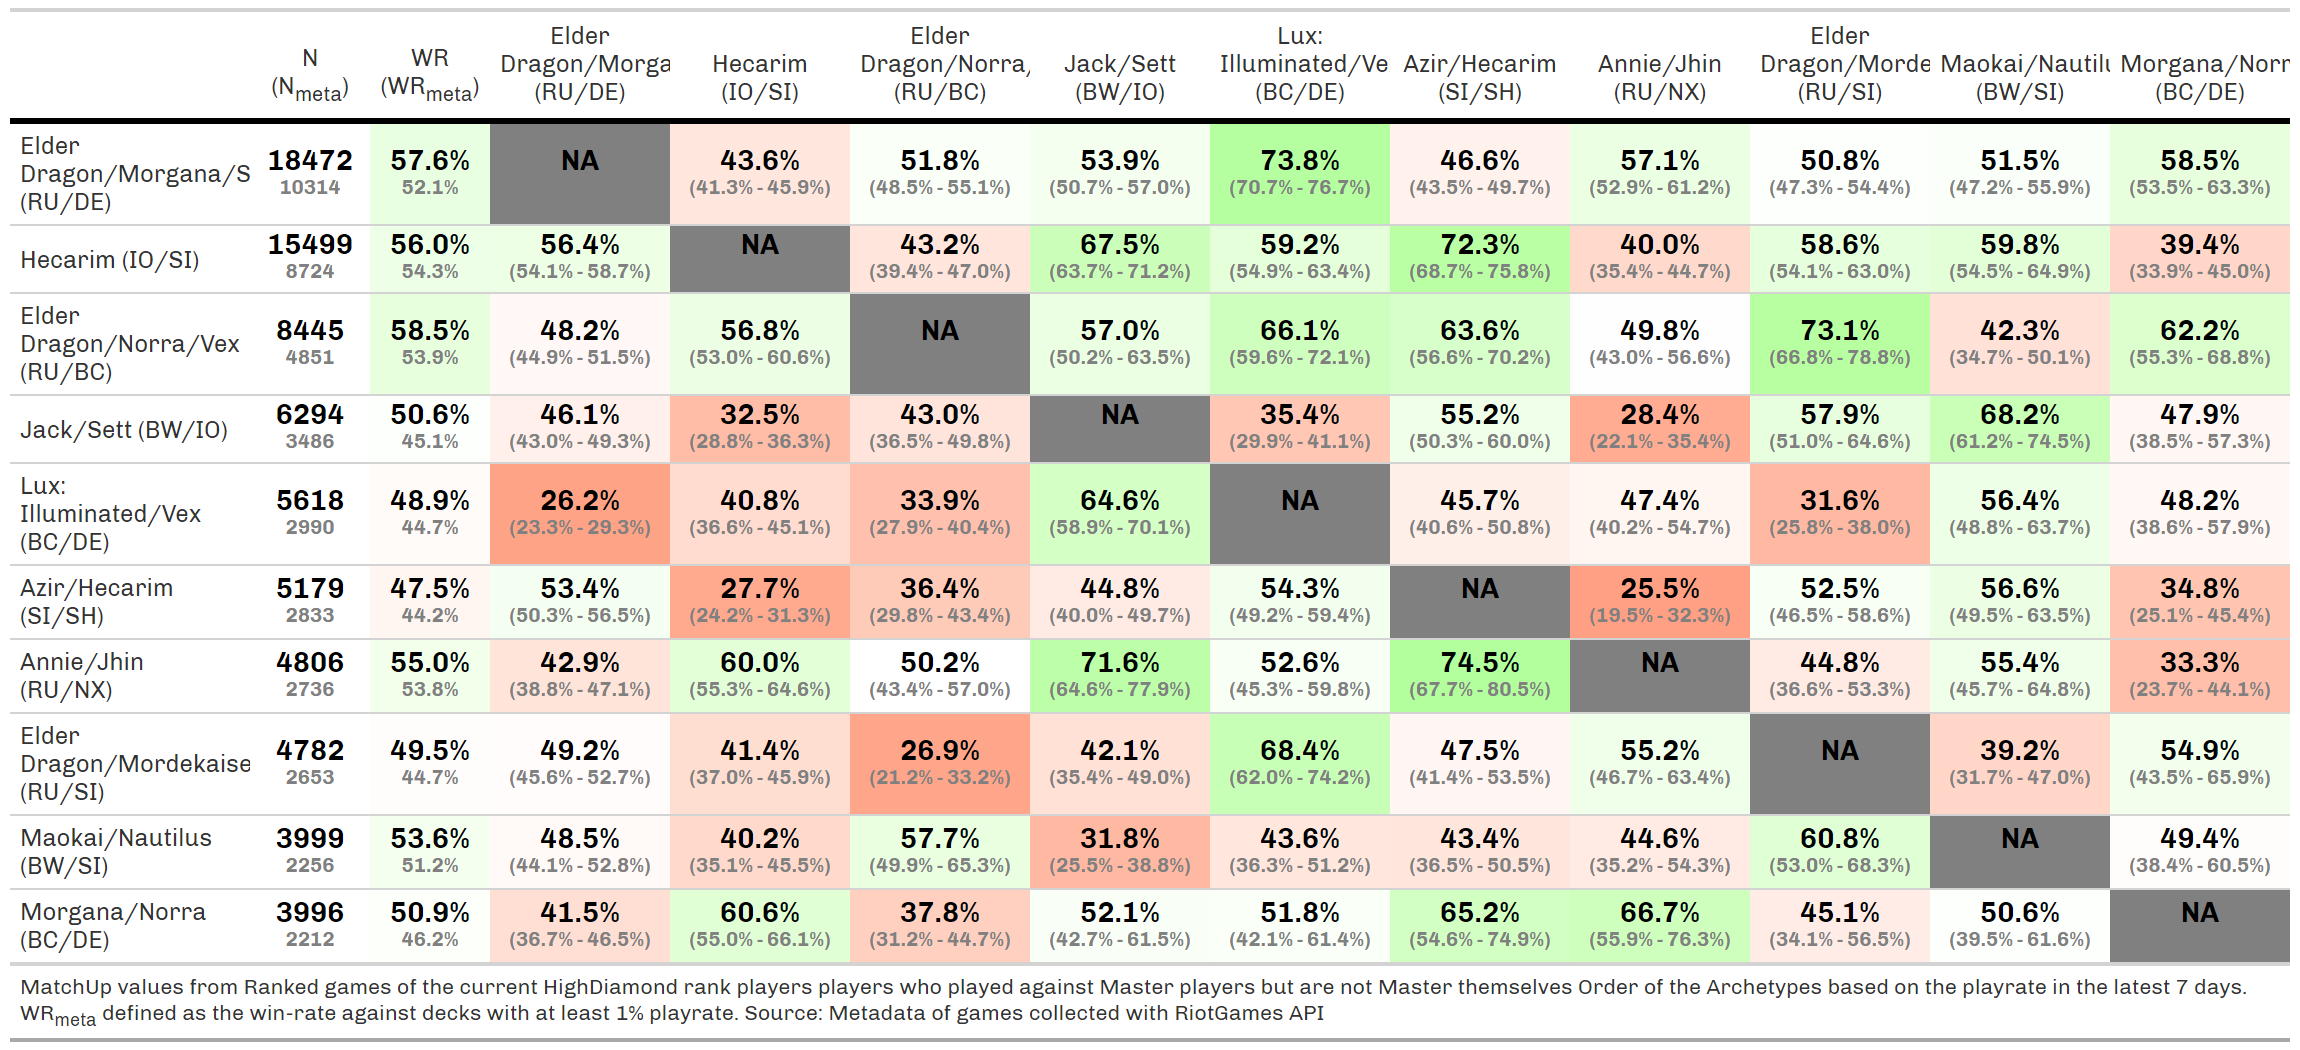 N (Nmeta) WR (WRmeta) Elder Dragon/Morga (RU/DE) Hecarim (IO/SI) Elder Dragon/Norra, (RU/BC) Jack/Sett (BW/IO) Lux: Illuminated/Ve (BC/DE) Azir/Hecarim (SI/SH) Annie/Jhin (RU/NX) Elder Dragon/Morde (RU/SI) Maokai/Nautilu (BW/SI) Morgana/Norr (BC/DE)
Elder Dragon/Morgana/S (RU/DE) 18472 57.6% NA 43.6% 51.8% 53.9% 73.8% 46.6% 57.1% 50.8% 51.5% 58.5%
10314 52.1% (41.3% - 45.9%) (48.5% - 55.1%) (50.7% - 57.0%) (70.7% - 76.7%) (43.5% - 49.7%) (52.9% - 61.2%) (47.3% - 54.4%) (47.2% - 55.9%) (53.5% - 63.3%)
Hecarim (IO/SI) 15499 56.0% 56.4% NA 43.2% 67.5% 59.2% 72.3% 40.0% 58.6% 59.8% 39.4%
8724 54.3% (54.1% - 58.7%) (39.4% - 47.0%) (63.7% - 71.2%) (54.9% - 63.4%) (68.7% - 75.8%) (35.4% - 44.7%) (54.1% - 63.0%) (54.5% - 64.9%) (33.9% - 45.0%)
Elder Dragon/Norra/Vex (RU/BC) 8445 58.5% 48.2% 56.8% NA 57.0% 66.1% 63.6% 49.8% 73.1% 42.3% 62.2%
4851 53.9% (44.9% - 51.5%) (53.0% - 60.6%) (50.2% - 63.5%) (59.6% - 72.1%) (56.6% - 70.2%) (43.0% - 56.6%) (66.8% - 78.8%) (34.7% - 50.1%) (55.3% - 68.8%)
Jack/Sett (BW/IO) 6294 50.6% 46.1% 32.5% 43.0% NA 35.4% 55.2% 28.4% 57.9% 68.2% 47.9%
3486 45.1% (43.0% - 49.3%) (28.8% - 36.3%) (36.5% - 49.8%) (29.9% - 41.1%) (50.3% - 60.0%) (22.1% - 35.4%) (51.0% - 64.6%) (61.2% - 74.5%) (38.5% - 57.3%)
Lux: Illuminated/Vex (BC/DE) 5618 48.9% 26.2% 40.8% 33.9% 64.6% NA 45.7% 47.4% 31.6% 56.4% 48.2%
2990 44.7% (23.3% - 29.3%) (36.6% - 45.1%) (27.9% - 40.4%) (58.9% - 70.1%) (40.6% - 50.8%) (40.2% - 54.7%) (25.8% - 38.0%) (48.8% - 63.7%) (38.6% - 57.9%)
Azir/Hecarim (SI/SH) 5179 47.5% 53.4% 27.7% 36.4% 44.8% 54.3% NA 25.5% 52.5% 56.6% 34.8%
2833 44.2% (50.3% - 56.5%) (24.2% - 31.3%) (29.8% - 43.4%) (40.0% - 49.7%) (49.2% - 59.4%) (19.5% - 32.3%) (46.5% - 58.6%) (49.5% - 63.5%) (25.1% - 45.4%)
Annie/Jhin (RU/NX) 4806 55.0% 42.9% 60.0% 50.2% 71.6% 52.6% 74.5% NA 44.8% 55.4% 33.3%
2736 53.8% (38.8% - 47.1%) (55.3% - 64.6%) (43.4% - 57.0%) (64.6% - 77.9%) (45.3% - 59.8%) (67.7% - 80.5%) (36.6% - 53.3%) (45.7% - 64.8%) (23.7% - 44.1%)
Elder Dragon/Mordekaise (RU/SI) 4782 49.5% 49.2% 41.4% 26.9% 42.1% 68.4% 47.5% 55.2% NA 39.2% 54.9%
2653 44.7% (45.6% - 52.7%) (37.0% - 45.9%) (21.2% - 33.2%) (35.4% - 49.0%) (62.0% - 74.2%) (41.4% - 53.5%) (46.7% - 63.4%) (31.7% - 47.0%) (43.5% - 65.9%)
Maokai/Nautilus (BW/SI) 3999 53.6% 48.5% 40.2% 57.7% 31.8% 43.6% 43.4% 44.6% 60.8% NA 49.4%
2256 51.2% (44.1% - 52.8%) (35.1% - 45.5%) (49.9% - 65.3%) (25.5% - 38.8%) (36.3% - 51.2%) (36.5% - 50.5%) (35.2% - 54.3%) (53.0% - 68.3%) (38.4% - 60.5%)
Morgana/Norra (BC/DE) 3996 50.9% 41.5% 60.6% 37.8% 52.1% 51.8% 65.2% 66.7% 45.1% 50.6% NA
2212 46.2% (36.7% - 46.5%) (55.0% - 66.1%) (31.2% - 44.7%) (42.7% - 61.5%) (42.1% - 61.4%) (54.6% - 74.9%) (55.9% - 76.3%) (34.1% - 56.5%) (39.5% - 61.6%)
MatchUp values from Ranked games of the current HighDiamond rank players players who played against Master players but are not Master themselves Order of the Archetypes based on the playrate in the latest 7 days.
WRmeta defined as the win-rate against decks with at least 1% playrate. Source: Metadata of games collected with RiotGames API